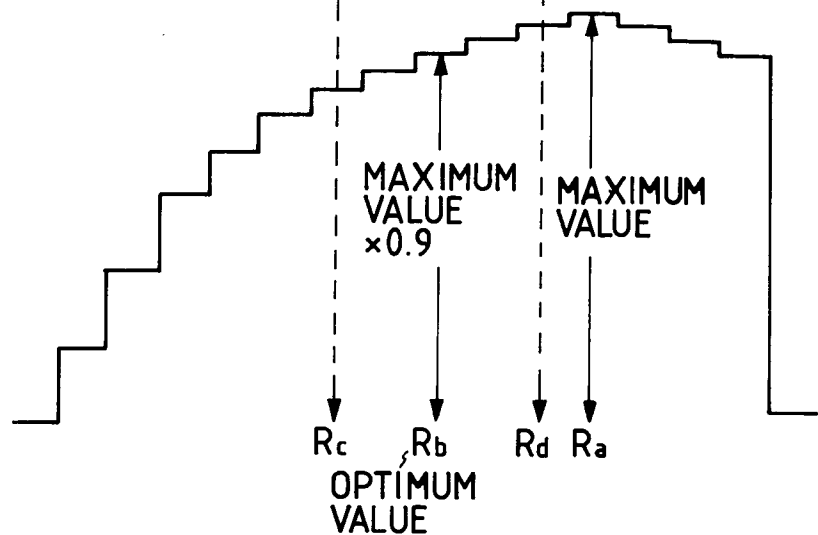 MAXIMUM
VALUE
×0.9
MAXIMUM
VALUE
Rc Rb Rd Ra
OPTIMUM
VALUE